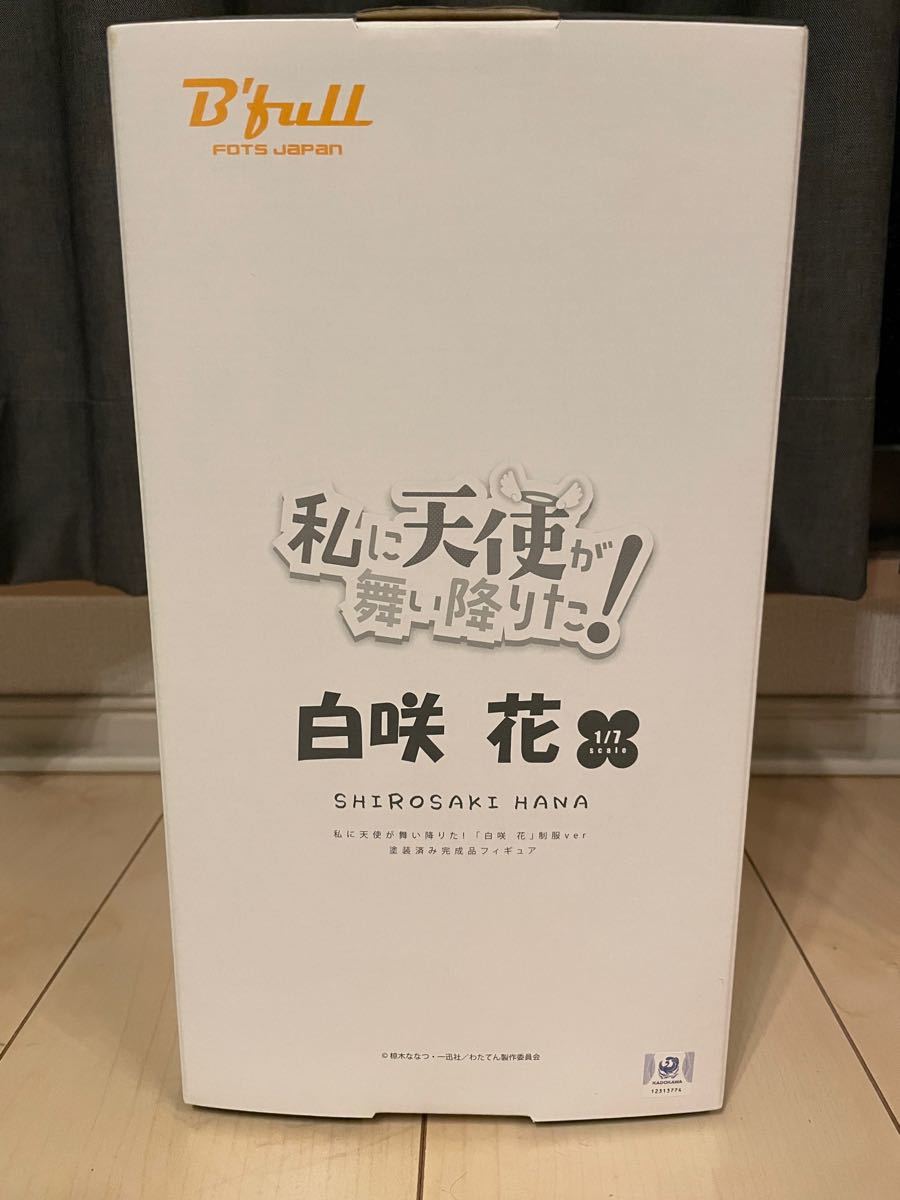 B'full
FOTS JAPAN
私に天使が
舞い降りた!
白咲 花
1/7
scale
SHIROSAKI HANA
私に天使が舞い降りた!「白咲 花」制服ver
塗装済み完成品フィギュア
© 椋木ななつ・一迅社/わたてん製作委員会
KADOKAWA
12313774